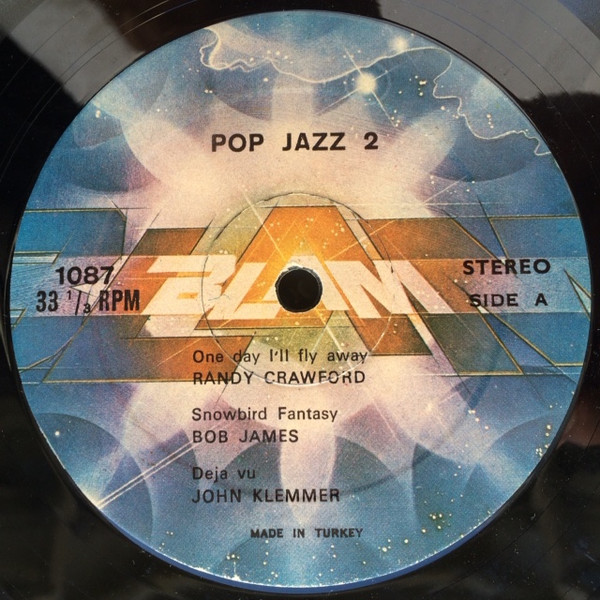 POP JAZZ 2
BLAM
1087
33 1/3 RPM
STEREO
SIDE A
One day I'll fly away
RANDY CRAWFORD
Snowbird Fantasy
BOB JAMES
Deja vu
JOHN KLEMMER
MADE IN TURKEY